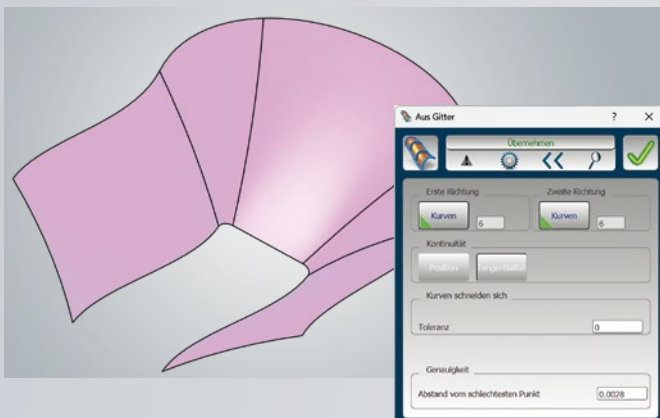 Aus Gitter ? X
Übernehmen
Erste Richtung Zweite Richtung
Kurven 6 Kurven 6
Kontinuität
Position
Kurven schneiden sich
Toleranz 0
Genauigkeit
Abstand vom schlechtesten Punkt 0.0028